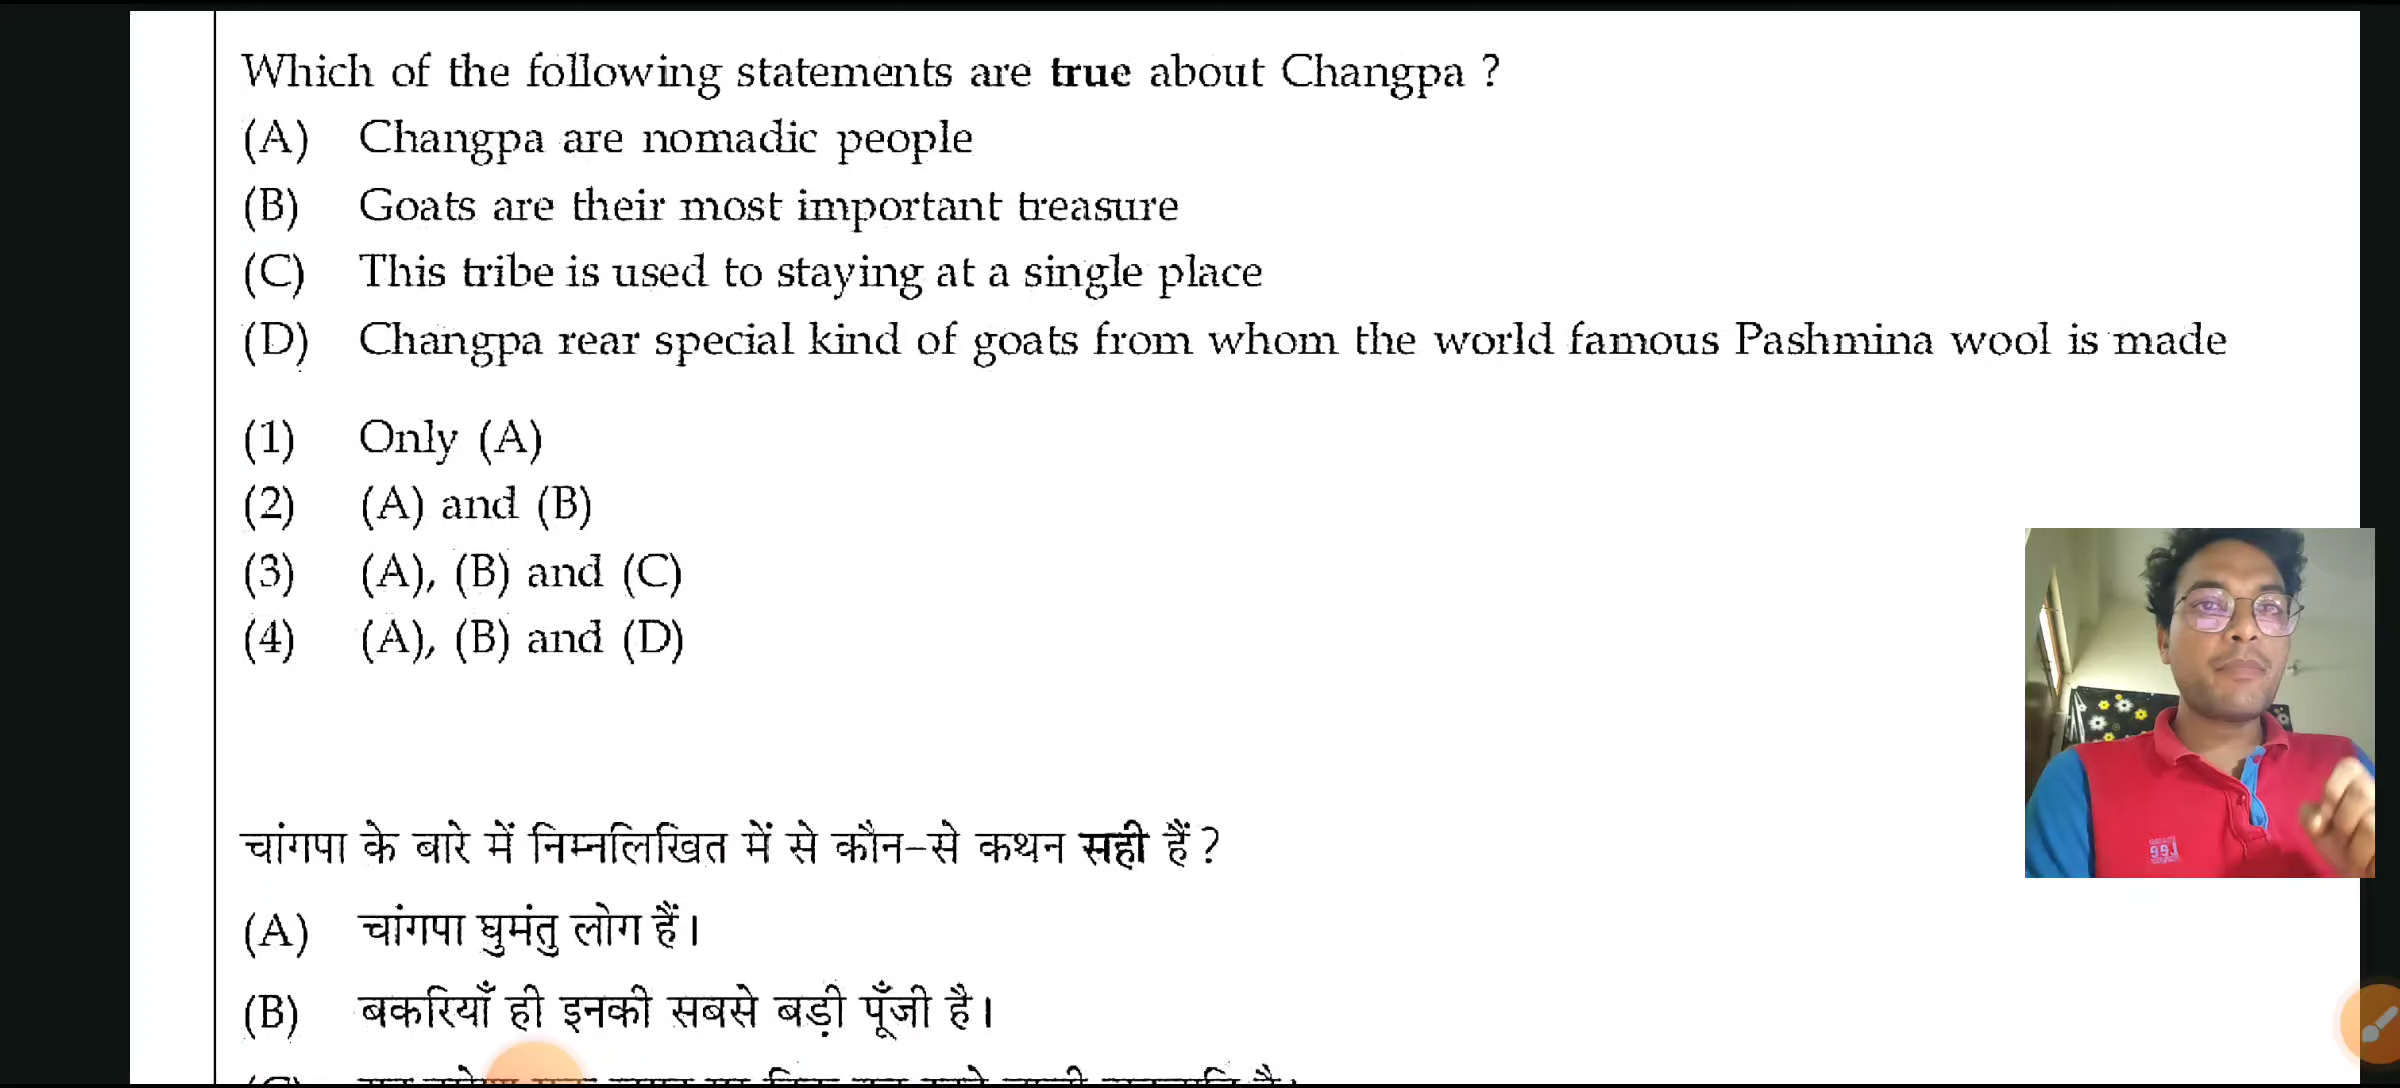 Which of the following statements are true about Changpa ?
(A) Changpa are nomadic people
(B) Goats are their most important treasure
(C) This tribe is used to staying at a single place
(D) Changpa rear special kind of goats from whom the world famous Pashmina wool is made
(1) Only (A)
(2) (A) and (B)
(3) (A), (B) and (C)
(4) (A), (B) and (D)
चांगपा के बारे में निम्नलिखित में से कौन-से कथन सही हैं ?
(A) चांगपा घुमंतु लोग हैं।
(B) बकरियाँ ही इनकी सबसे बड़ी पूँजी है।